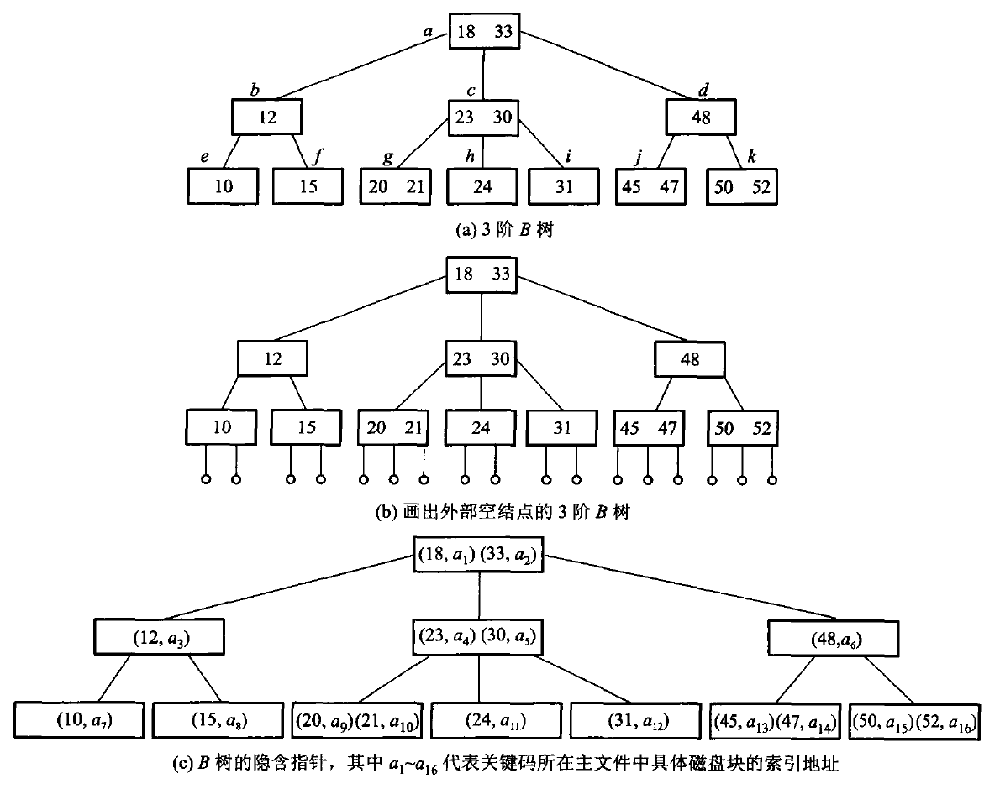 a 18 33
b c d
12 23 30 48
e f g h i j k
10 15 20 21 24 31 45 47 50 52
(a) 3 阶 B 树
18 33
12 23 30 48
10 15 20 21 24 31 45 47 50 52
(b) 画出外部空结点的 3 阶 B 树
(18, a₁) (33, a₂)
(12, a₃) (23, a₄) (30, a₅) (48,a₆)
(10, a₇) (15, a₈) (20, a₉)(21, a₁₀) (24, a₁₁) (31, a₁₂) (45, a₁₃)(47, a₁₄) (50, a₁₅)(52, a₁₆)
(c) B 树的隐含指针，其中 a₁~a₁₆ 代表关键码所在主文件中具体磁盘块的索引地址